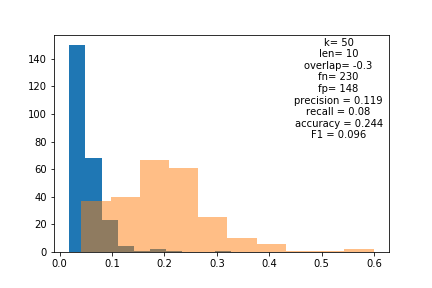 k= 50
len= 10
overlap= -0.3
fn= 230
fp= 148
precision = 0.119
recall = 0.08
accuracy = 0.244
F1 = 0.096
140
120
100
80
60
40
20
0
0.0 0.1 0.2 0.3 0.4 0.5 0.6